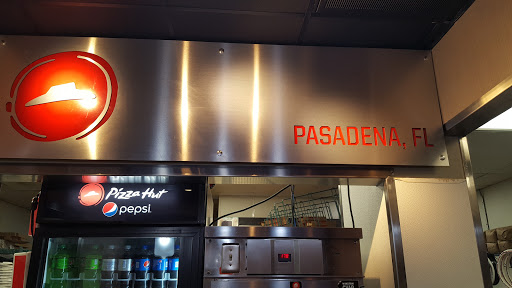 PASADENA, FL
Pizza Hut
pepsi